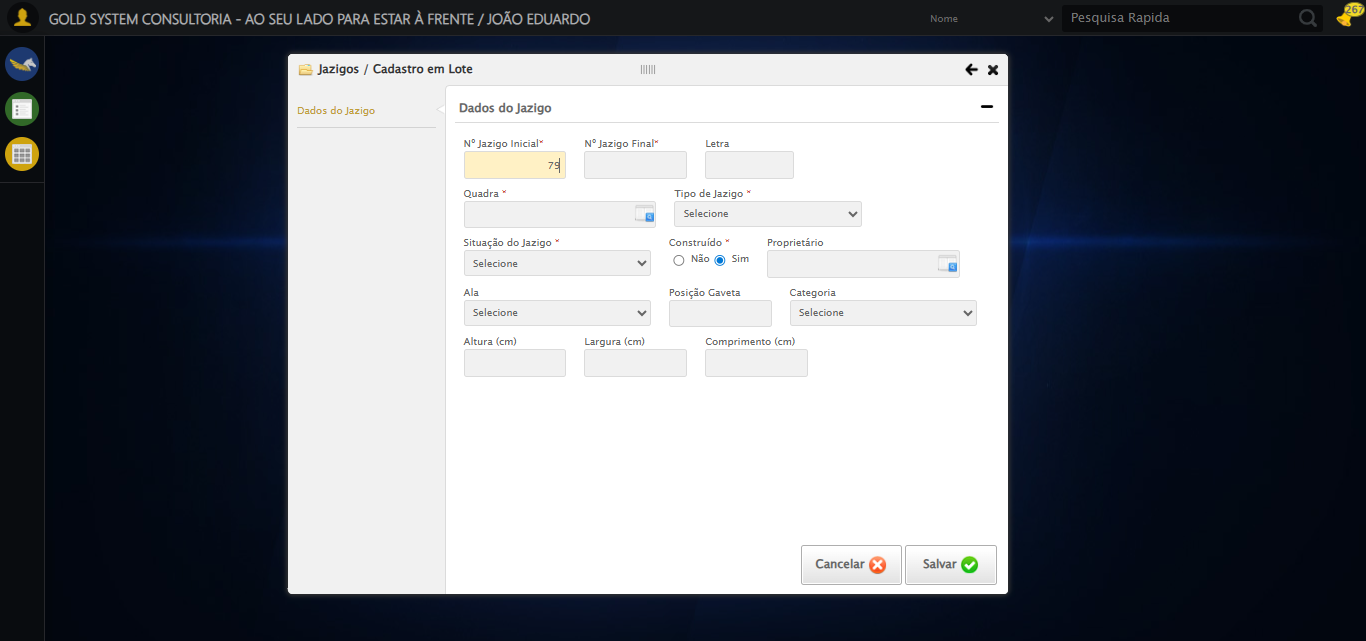 GOLD SYSTEM CONSULTORIA - AO SEU LADO PARA ESTAR À FRENTE / JOÃO EDUARDO
Nome
Pesquisa Rapida
267
Jazigos / Cadastro em Lote
Dados do Jazigo
Dados do Jazigo
Nº Jazigo Inicial* Nº Jazigo Final* Letra
79
Quadra * Tipo de Jazigo *
Selecione
Situação do Jazigo * Construído * Proprietário
Selecione Não Sim
Ala Posição Gaveta Categoria
Selecione Selecione
Altura (cm) Largura (cm) Comprimento (cm)
Cancelar Salvar